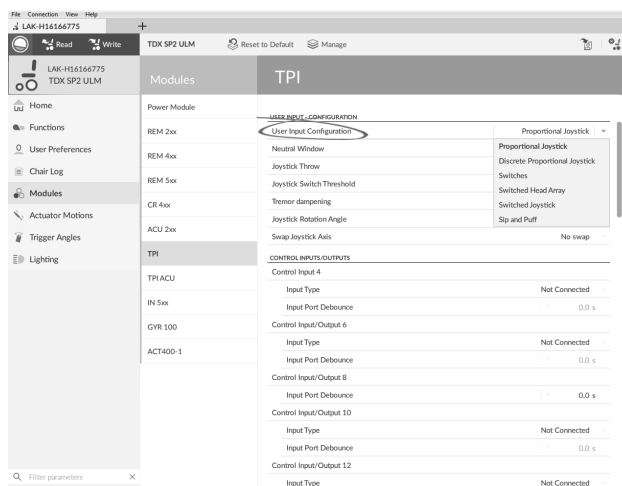 File Connection View Help
LAK-H16166775 +
Read Write TDX SP2 ULM Reset to Default Manage
LAK-H16166775
TDX SP2 ULM
Modules
TPI
Home
Functions
User Preferences
Chair Log
Modules
Actuator Motions
Trigger Angles
Lighting
Filter parameters
Power Module
REM 2xx
REM 4xx
REM 5xx
CR 4xx
ACU 2xx
TPI
TPI ACU
IN 5xx
GYR 100
ACT400-1
USER INPUT - CONFIGURATION
User Input Configuration Proportional Joystick
Neutral Window
Joystick Throw
Joystick Switch Threshold
Tremor dampening
Joystick Rotation Angle
Proportional Joystick
Discrete Proportional Joystick
Switches
Switched Head Array
Switched Joystick
Sip and Puff
Swap Joystick Axis No swap
CONTROL INPUTS/OUTPUTS
Control Input 4
Input Type Not Connected
Input Port Debounce 0.0 s
Control Input/Output 6
Input Type Not Connected
Input Port Debounce 0.0 s
Control Input/Output 8
Input Port Debounce 0.0 s
Control Input/Output 10
Input Type Not Connected
Input Port Debounce 0.0 s
Control Input/Output 12
Input Type Not Connected